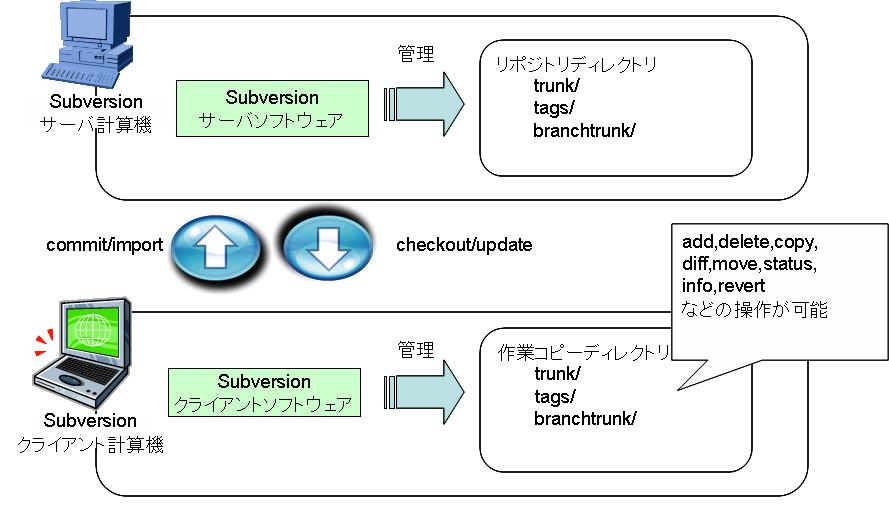 Subversion
サーバ計算機
Subversion
サーバソフトウェア
管理
リポジトリディレクトリ
trunk/
tags/
branchtrunk/
commit/import
checkout/update
add,delete,copy,
diff,move,status,
info,revert
などの操作が可能
Subversion
クライアント計算機
Subversion
クライアントソフトウェア
管理
作業コピーディレクトリ
trunk/
tags/
branchtrunk/